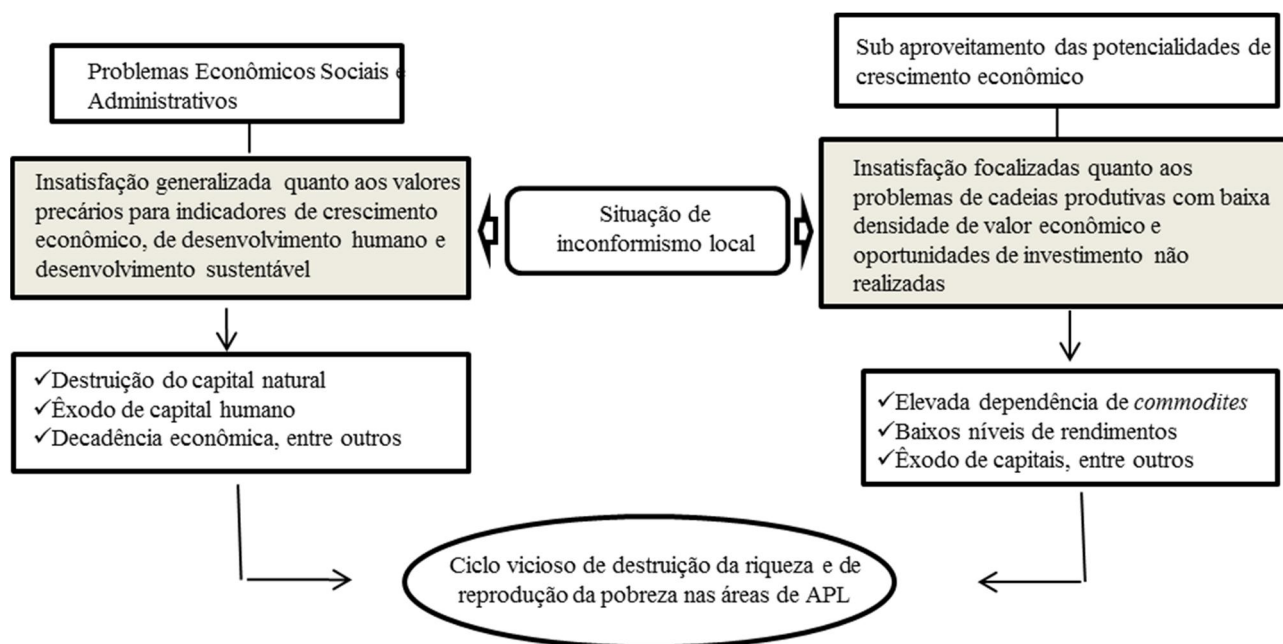 Problemas Econômicos Sociais e
Administrativos
Sub aproveitamento das potencialidades de
crescimento econômico
Insatisfação generalizada quanto aos valores
precários para indicadores de crescimento
econômico, de desenvolvimento humano e
desenvolvimento sustentável
Situação de
inconformismo local
Insatisfação focalizadas quanto aos
problemas de cadeias produtivas com baixa
densidade de valor econômico e
oportunidades de investimento não
realizadas
✓Destruição do capital natural
✓Êxodo de capital humano
✓Decadência econômica, entre outros
✓Elevada dependência de commodites
✓Baixos níveis de rendimentos
✓Êxodo de capitais, entre outros
Ciclo vicioso de destruição da riqueza e de
reprodução da pobreza nas áreas de APL